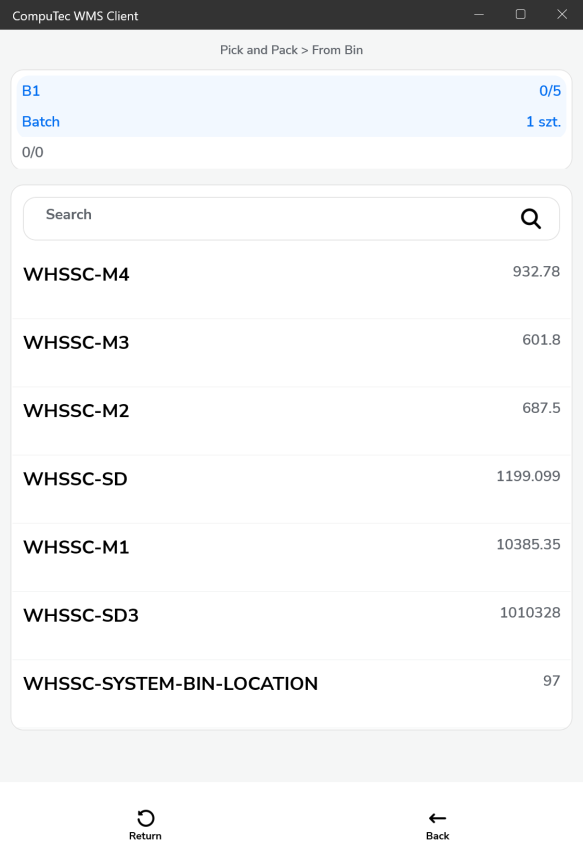 CompuTec WMS Client
Pick and Pack > From Bin
B1 0/5
Batch 1 szt.
0/0
Search
WHSSC-M4 932.78
WHSSC-M3 601.8
WHSSC-M2 687.5
WHSSC-SD 1199.099
WHSSC-M1 10385.35
WHSSC-SD3 1010328
WHSSC-SYSTEM-BIN-LOCATION 97
Return Back